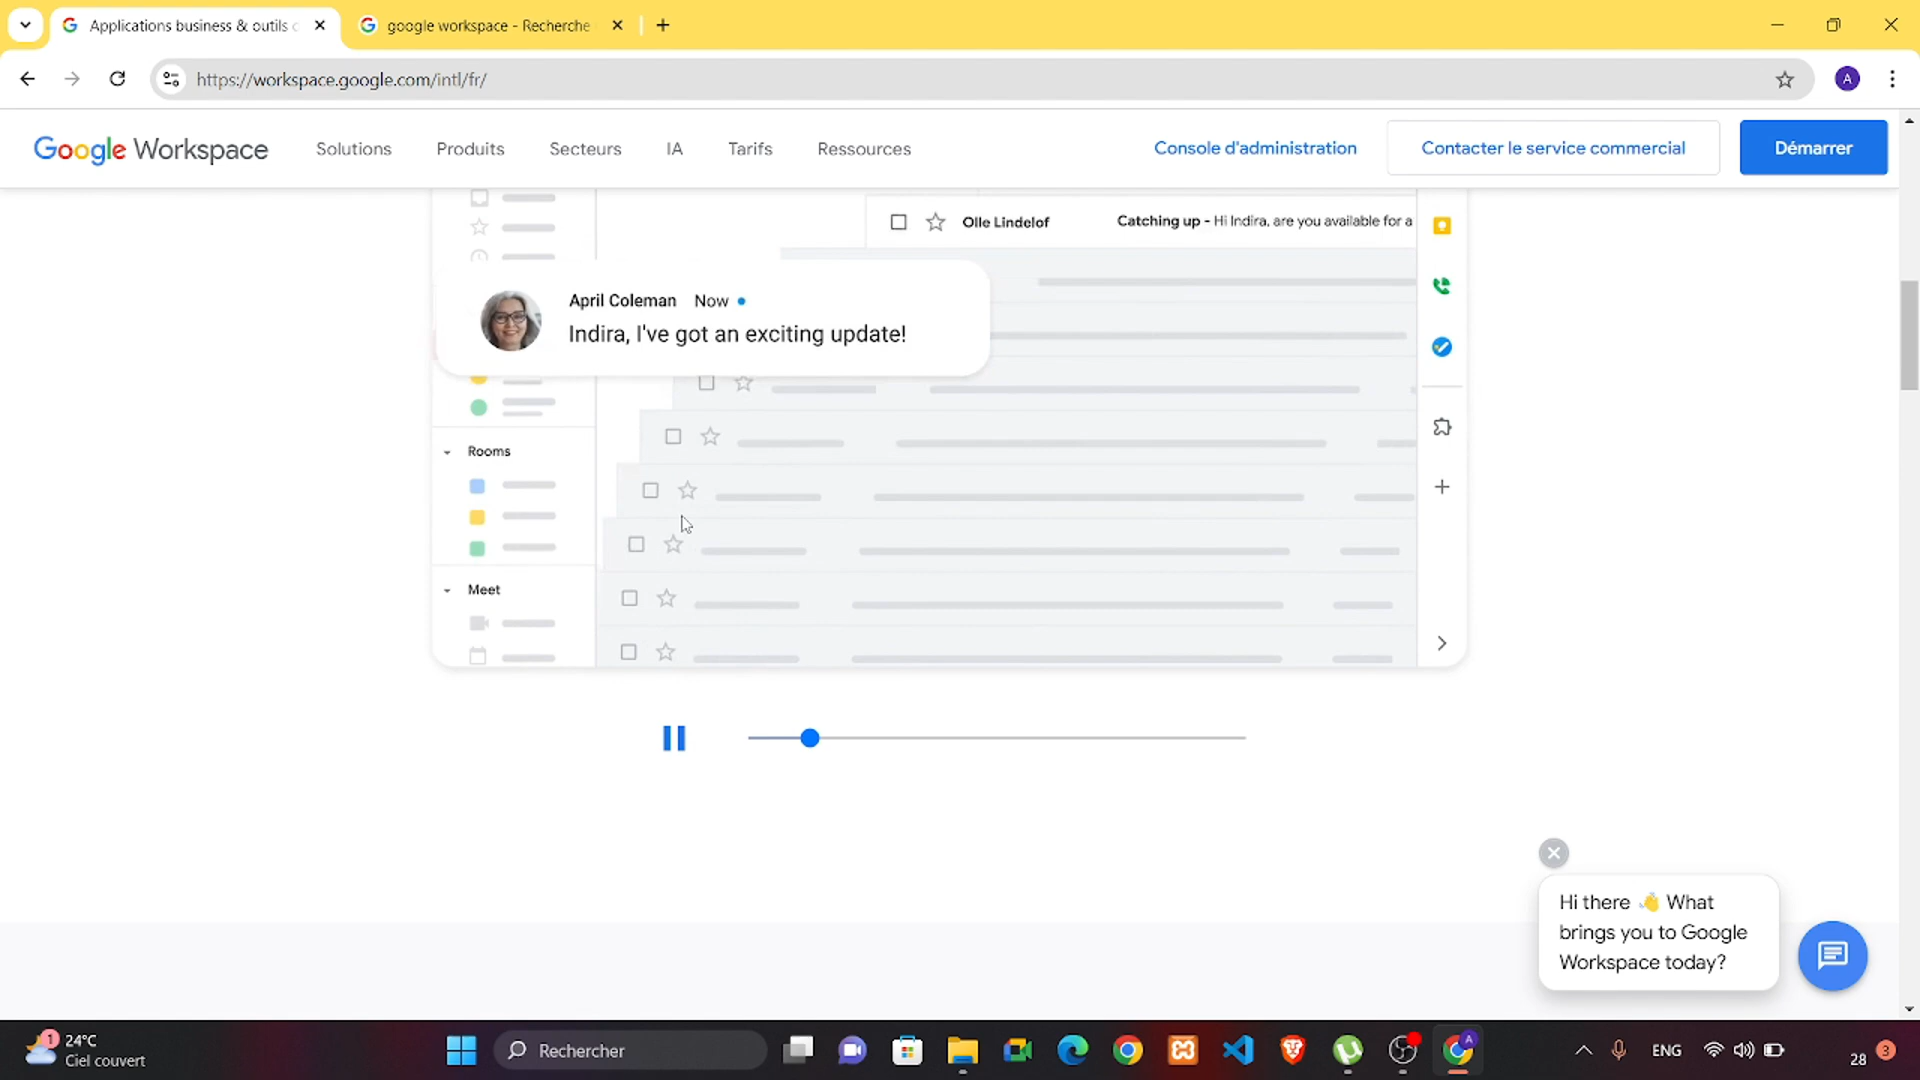 Applications business & outils c
google workspace - Recherche
https://workspace.google.com/intl/fr/
A
Google Workspace
Solutions
Produits
Secteurs
IA
Tarifs
Ressources
Console d'administration
Contacter le service commercial
Démarrer
Olle Lindelof
Catching up - Hi Indira, are you available for a
April Coleman Now
Indira, I've got an exciting update!
Rooms
Meet
Hi there 👋 What
brings you to Google
Workspace today?
1
24°C
Ciel couvert
Rechercher
A
ENG
28
3